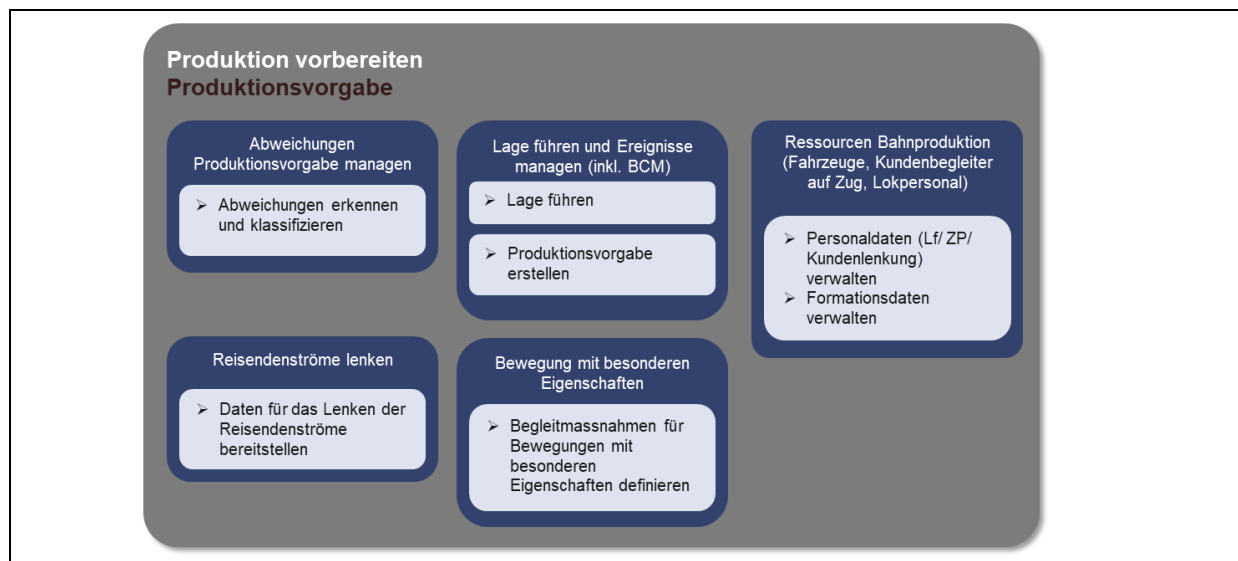 Produktion vorbereiten
Produktionsvorgabe
Abweichungen
Produktionsvorgabe managen
➢ Abweichungen erkennen
und klassifizieren
Lage führen und Ereignisse
managen (inkl. BCM)
➢ Lage führen
➢ Produktionsvorgabe
erstellen
Ressourcen Bahnproduktion
(Fahrzeuge, Kundenbegleiter
auf Zug, Lokpersonal)
➢ Personaldaten (Lf/ ZP/
Kundenlenkung)
verwalten
➢ Formationsdaten
verwalten
Reisendenströme lenken
➢ Daten für das Lenken der
Reisendenströme
bereitstellen
Bewegung mit besonderen
Eigenschaften
➢ Begleitmassnahmen für
Bewegungen mit
besonderen
Eigenschaften definieren